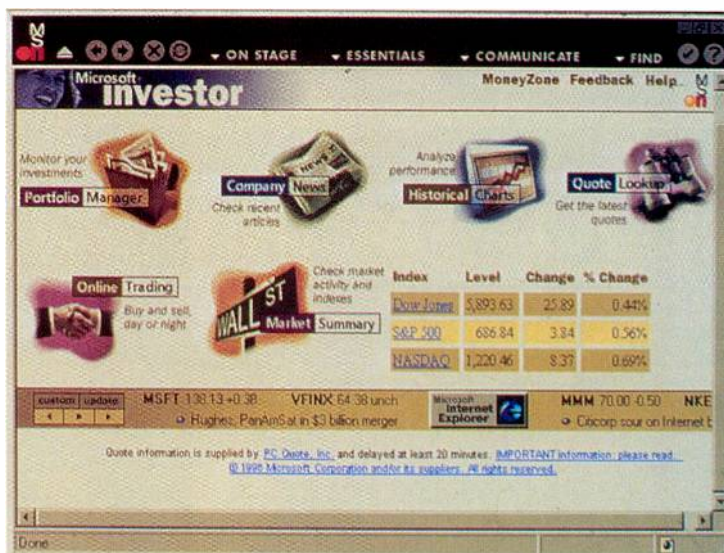 MSN
ON STAGE ESSENTIALS COMMUNICATE FIND
Microsoft investor
MoneyZone Feedback Help
msn
Monitor your investments
Portfolio Manager
NEWS
Company News
Check recent articles
Analyze performance
Historical Charts
Quote Lookup
Get the latest quotes
Online Trading
Buy and sell, day or night
WALL ST
Market Summary
Check market activity and indexes
Index Level Change % Change
Dow Jones 5,893.63 25.89 0.44%
S&P 500 686.84 3.84 0.56%
NASDAQ 1,220.46 8.37 0.69%
custom update
MSFT 138.13 +0.38 VFINX 64.38 unch
Hughes, PanAmSat in $3 billion merger
Microsoft Internet Explorer
MMM 70.00 -0.50 NKE
Citicorp sour on Internet b
Quote information is supplied by PC Quote, Inc. and delayed at least 20 minutes. IMPORTANT information: please read.
© 1996 Microsoft Corporation and/or its suppliers. All rights reserved.
Done